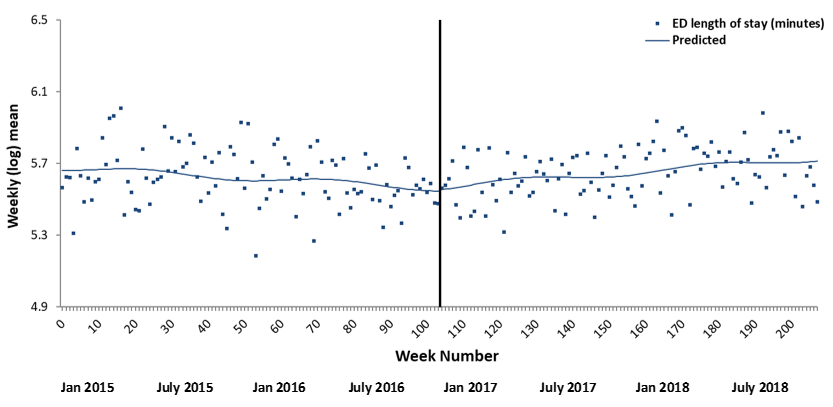 6.5
ED length of stay (minutes)
Predicted
6.1
5.7
5.3
4.9
Weekly (log) mean
0 10 20 30 40 50 60 70 80 90 100 110 120 130 140 150 160 170 180 190 200
Week Number
Jan 2015 July 2015 Jan 2016 July 2016 Jan 2017 July 2017 Jan 2018 July 2018